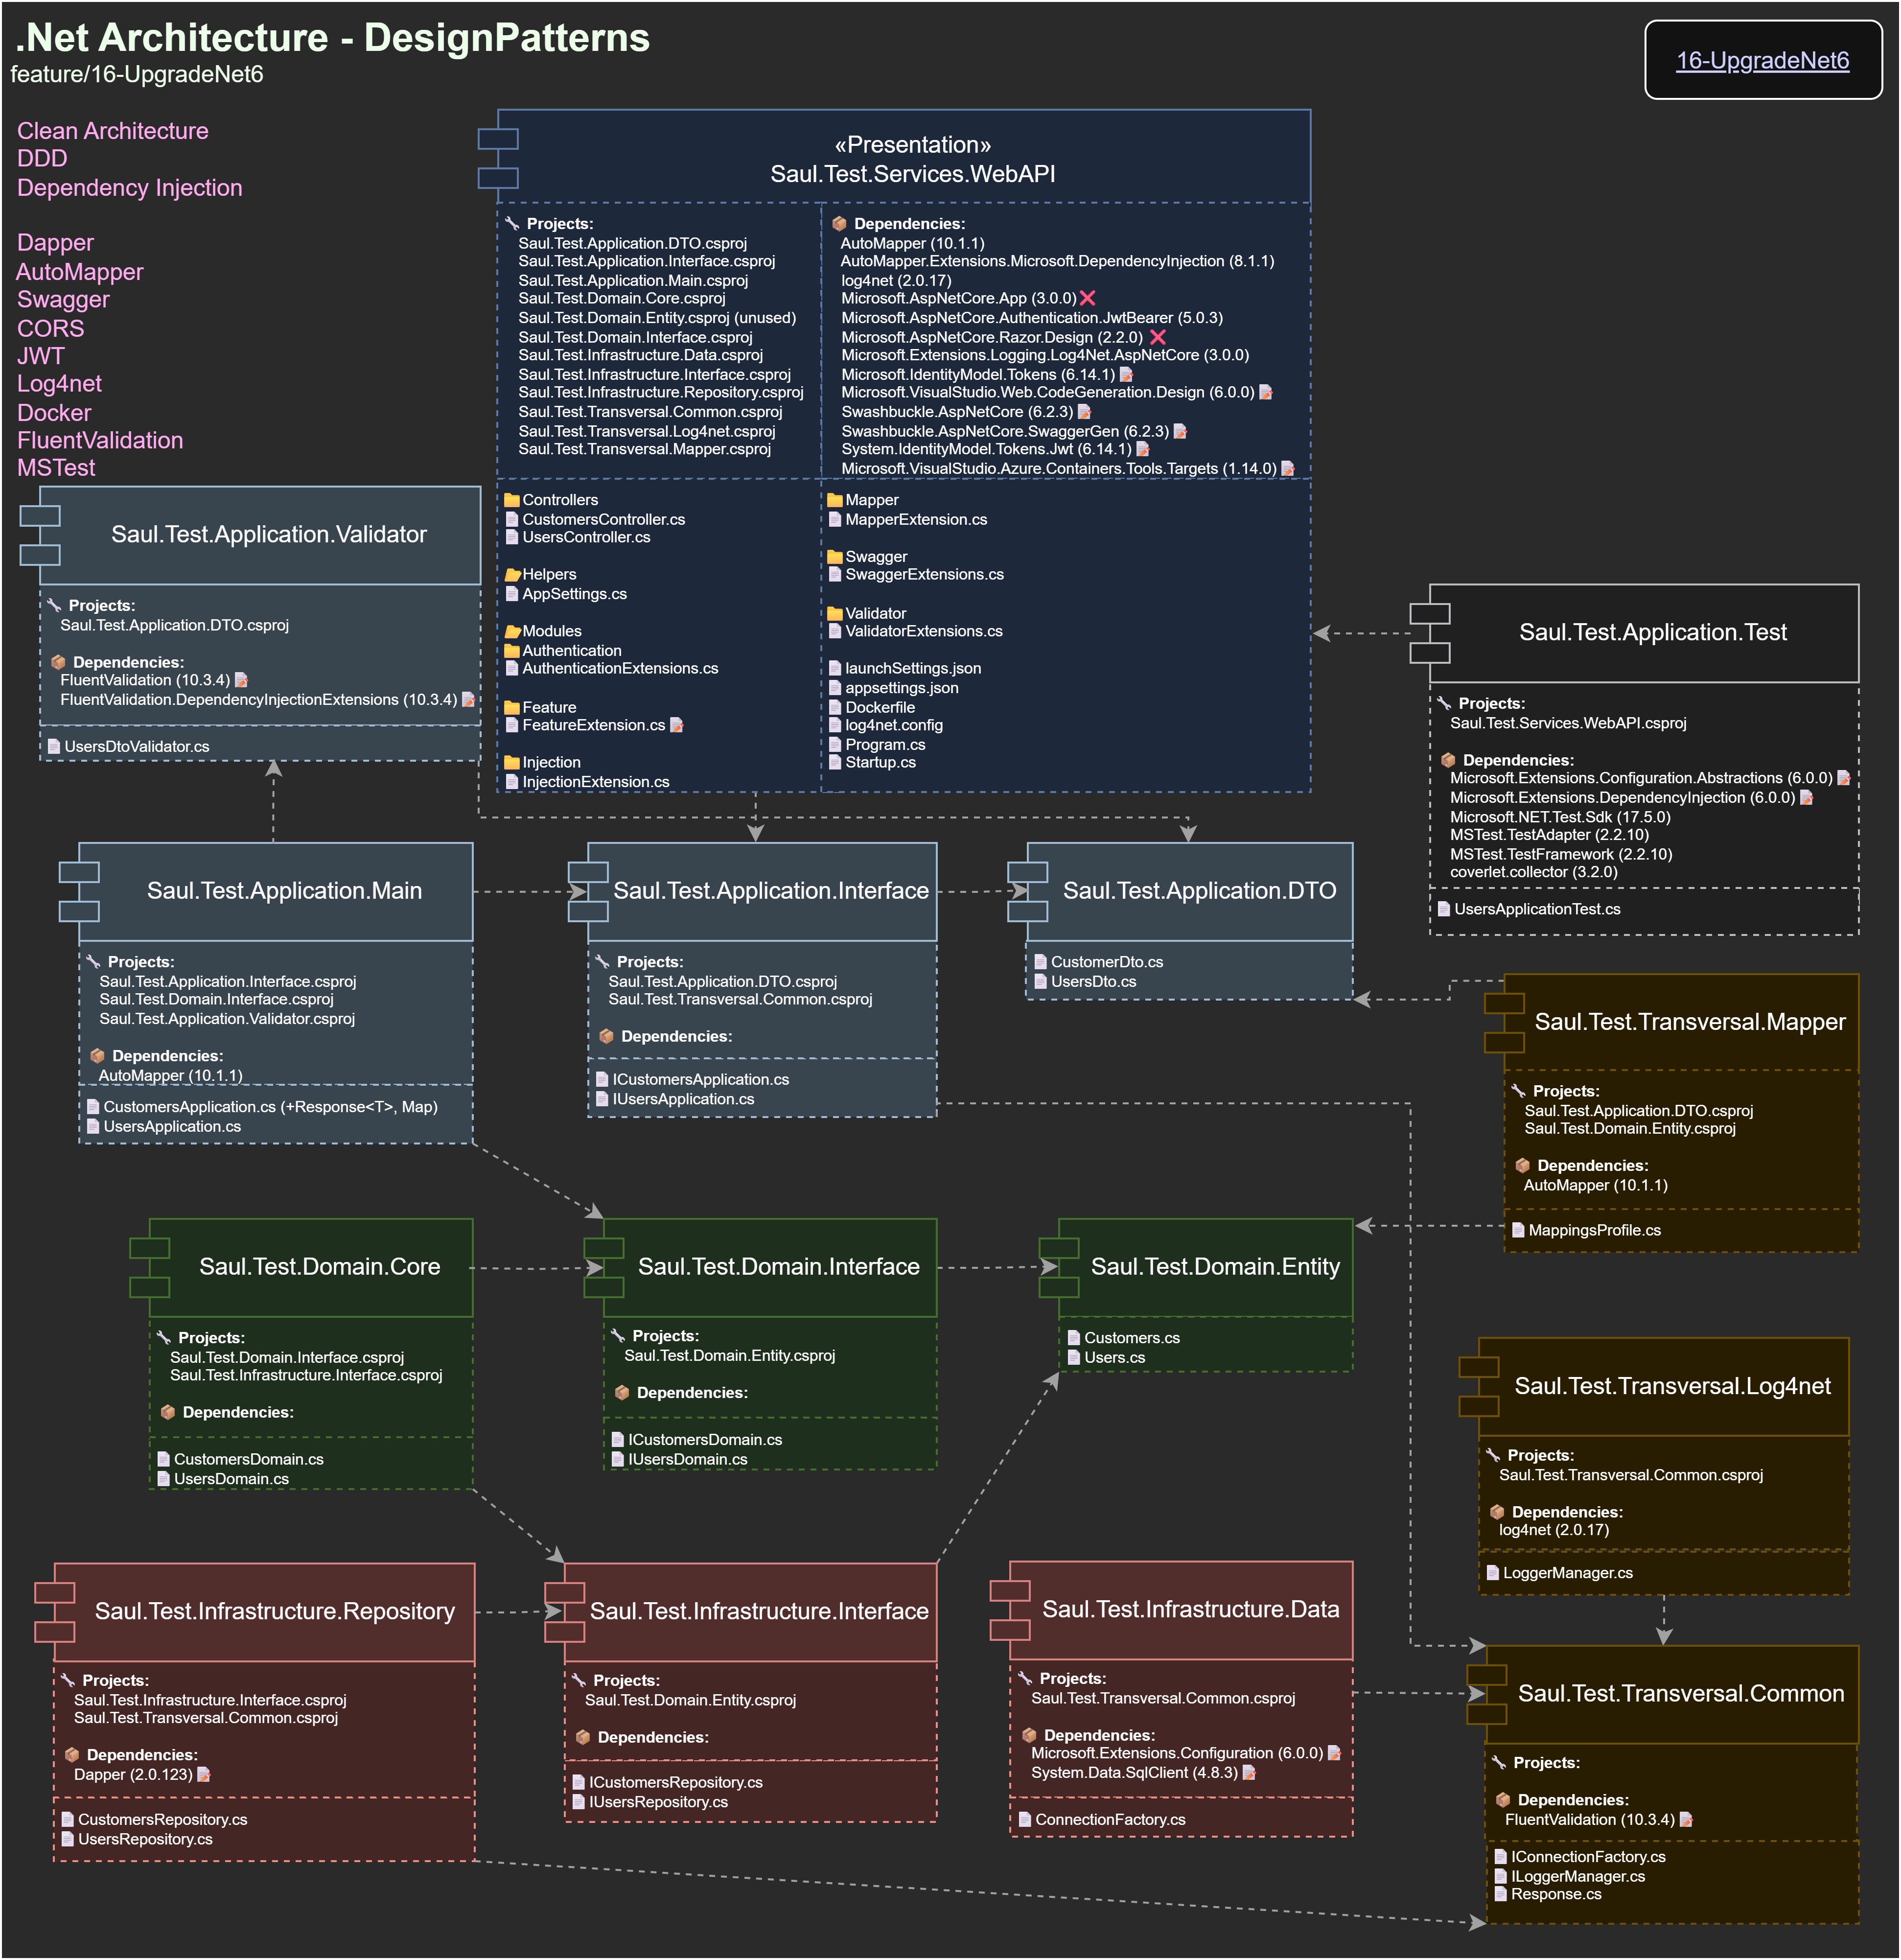 .Net Architecture - DesignPatterns
feature/16-UpgradeNet6
16-UpgradeNet6
Clean Architecture
DDD
Dependency Injection
Dapper
AutoMapper
Swagger
CORS
JWT
Log4net
Docker
FluentValidation
MSTest
«Presentation»
Saul.Test.Services.WebAPI
Projects:
Saul.Test.Application.DTO.csproj
Saul.Test.Application.Interface.csproj
Saul.Test.Application.Main.csproj
Saul.Test.Domain.Core.csproj
Saul.Test.Domain.Entity.csproj (unused)
Saul.Test.Domain.Interface.csproj
Saul.Test.Infrastructure.Data.csproj
Saul.Test.Infrastructure.Interface.csproj
Saul.Test.Infrastructure.Repository.csproj
Saul.Test.Transversal.Common.csproj
Saul.Test.Transversal.Log4net.csproj
Saul.Test.Transversal.Mapper.csproj
Dependencies:
AutoMapper (10.1.1)
AutoMapper.Extensions.Microsoft.DependencyInjection (8.1.1)
log4net (2.0.17)
Microsoft.AspNetCore.App (3.0.0)
Microsoft.AspNetCore.Authentication.JwtBearer (5.0.3)
Microsoft.AspNetCore.Razor.Design (2.2.0)
Microsoft.Extensions.Logging.Log4Net.AspNetCore (3.0.0)
Microsoft.IdentityModel.Tokens (6.14.1)
Microsoft.VisualStudio.Web.CodeGeneration.Design (6.0.0)
Swashbuckle.AspNetCore (6.2.3)
Swashbuckle.AspNetCore.SwaggerGen (6.2.3)
System.IdentityModel.Tokens.Jwt (6.14.1)
Microsoft.VisualStudio.Azure.Containers.Tools.Targets (1.14.0)
Controllers
CustomersController.cs
UsersController.cs
Helpers
AppSettings.cs
Modules
Authentication
AuthenticationExtensions.cs
Feature
FeatureExtension.cs
Injection
InjectionExtension.cs
Mapper
MapperExtension.cs
Swagger
SwaggerExtensions.cs
Validator
ValidatorExtensions.cs
launchSettings.json
appsettings.json
Dockerfile
log4net.config
Program.cs
Startup.cs
Saul.Test.Application.Validator
Projects:
Saul.Test.Application.DTO.csproj
Dependencies:
FluentValidation (10.3.4)
FluentValidation.DependencyInjectionExtensions (10.3.4)
UsersDtoValidator.cs
Saul.Test.Application.Test
Projects:
Saul.Test.Services.WebAPI.csproj
Dependencies:
Microsoft.Extensions.Configuration.Abstractions (6.0.0)
Microsoft.Extensions.DependencyInjection (6.0.0)
Microsoft.NET.Test.Sdk (17.5.0)
MSTest.TestAdapter (2.2.10)
MSTest.TestFramework (2.2.10)
coverlet.collector (3.2.0)
UsersApplicationTest.cs
Saul.Test.Application.Main
Projects:
Saul.Test.Application.Interface.csproj
Saul.Test.Domain.Interface.csproj
Saul.Test.Application.Validator.csproj
Dependencies:
AutoMapper (10.1.1)
CustomersApplication.cs (+Response<T>, Map)
UsersApplication.cs
Saul.Test.Application.Interface
Projects:
Saul.Test.Application.DTO.csproj
Saul.Test.Transversal.Common.csproj
Dependencies:
ICustomersApplication.cs
IUsersApplication.cs
Saul.Test.Application.DTO
CustomerDto.cs
UsersDto.cs
Saul.Test.Transversal.Mapper
Projects:
Saul.Test.Application.DTO.csproj
Saul.Test.Domain.Entity.csproj
Dependencies:
AutoMapper (10.1.1)
MappingsProfile.cs
Saul.Test.Domain.Core
Projects:
Saul.Test.Domain.Interface.csproj
Saul.Test.Infrastructure.Interface.csproj
Dependencies:
CustomersDomain.cs
UsersDomain.cs
Saul.Test.Domain.Interface
Projects:
Saul.Test.Domain.Entity.csproj
Dependencies:
ICustomersDomain.cs
IUsersDomain.cs
Saul.Test.Domain.Entity
Customers.cs
Users.cs
Saul.Test.Transversal.Log4net
Projects:
Saul.Test.Transversal.Common.csproj
Dependencies:
log4net (2.0.17)
LoggerManager.cs
Saul.Test.Infrastructure.Repository
Projects:
Saul.Test.Infrastructure.Interface.csproj
Saul.Test.Transversal.Common.csproj
Dependencies:
Dapper (2.0.123)
CustomersRepository.cs
UsersRepository.cs
Saul.Test.Infrastructure.Interface
Projects:
Saul.Test.Domain.Entity.csproj
Dependencies:
ICustomersRepository.cs
IUsersRepository.cs
Saul.Test.Infrastructure.Data
Projects:
Saul.Test.Transversal.Common.csproj
Dependencies:
Microsoft.Extensions.Configuration (6.0.0)
System.Data.SqlClient (4.8.3)
ConnectionFactory.cs
Saul.Test.Transversal.Common
Projects:
Dependencies:
FluentValidation (10.3.4)
IConnectionFactory.cs
ILoggerManager.cs
Response.cs